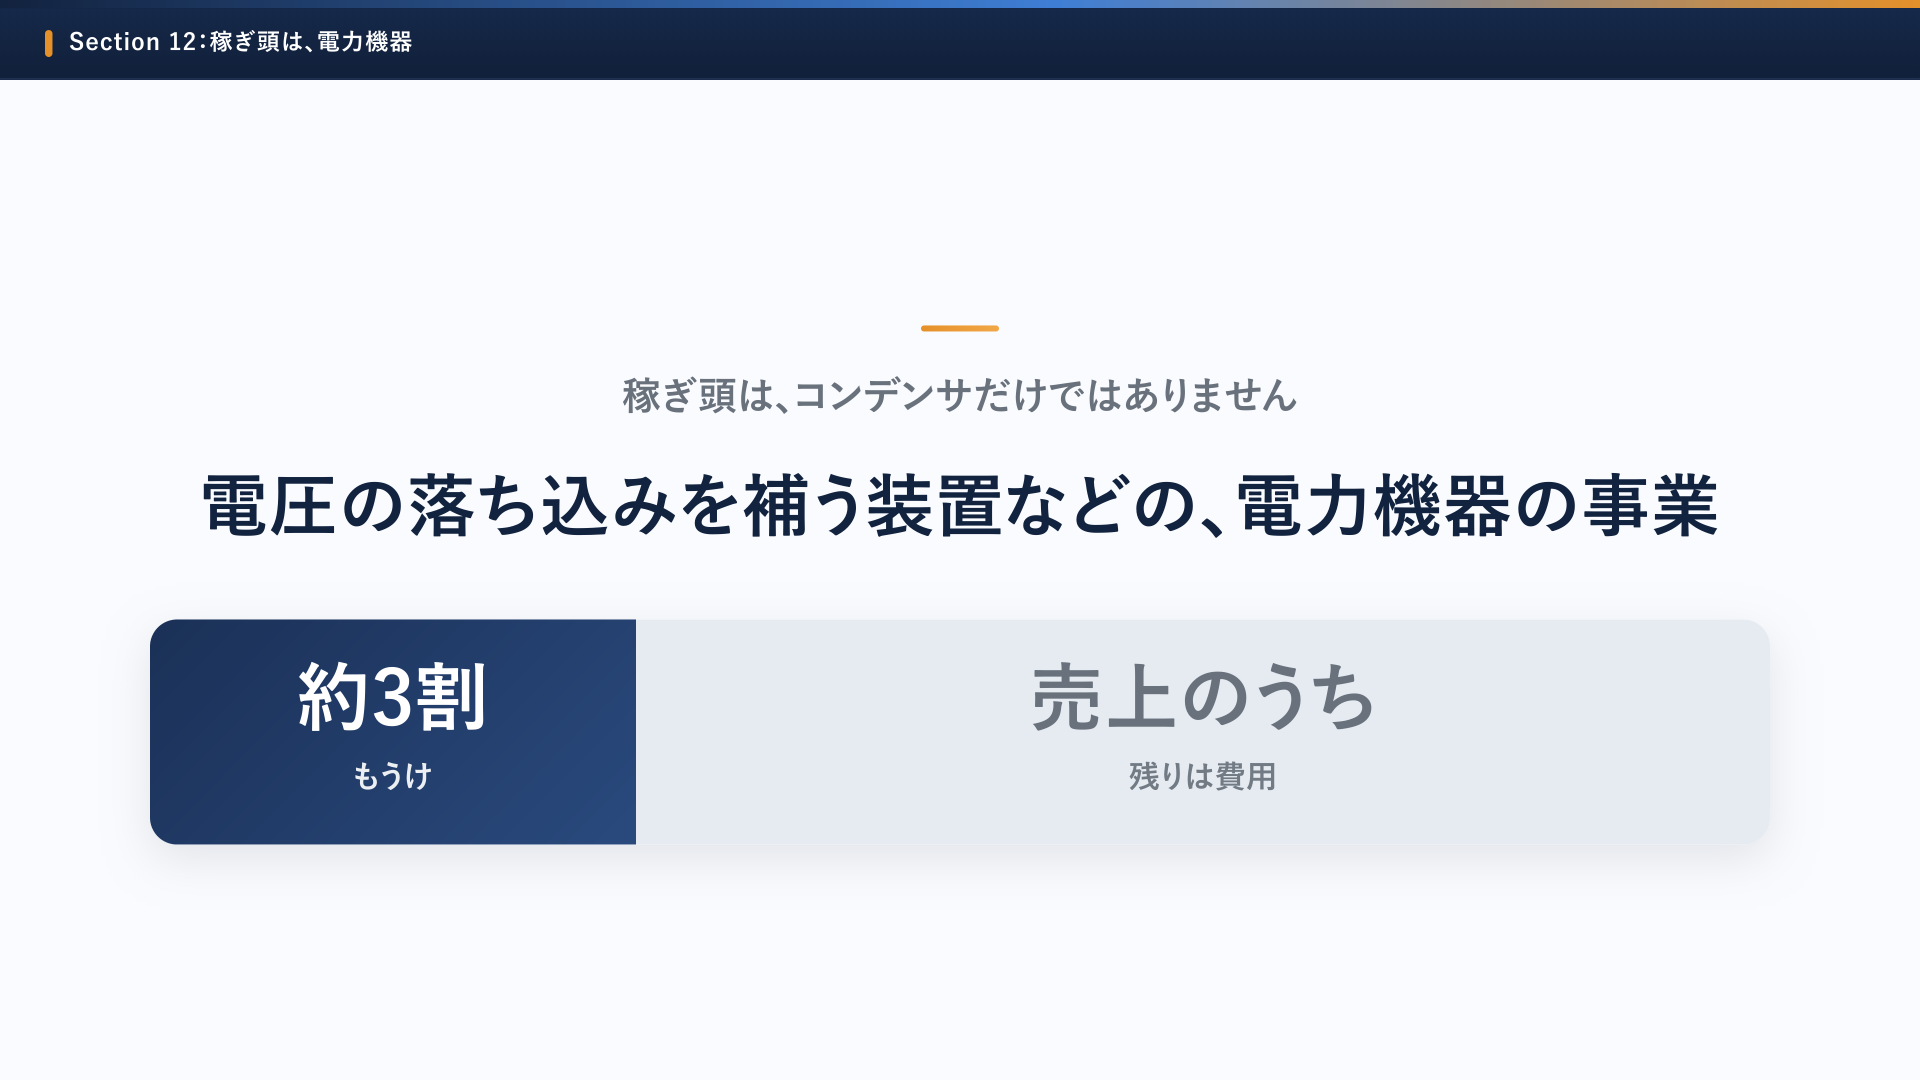 Section 12：稼ぎ頭は、電力機器
稼ぎ頭は、コンデンサだけではありません
電圧の落ち込みを補う装置などの、電力機器の事業
約3割
もうけ
売上のうち
残りは費用